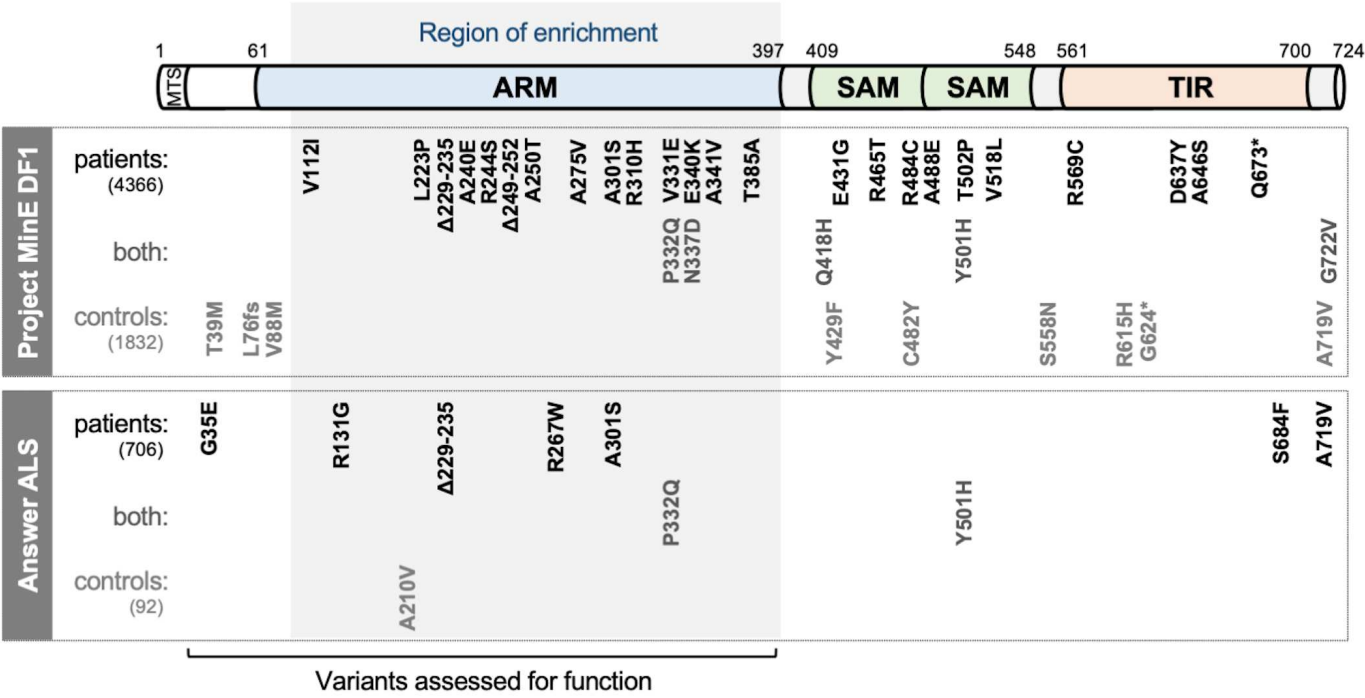 Region of enrichment
1 61 397 409 548 561 700 724
MTS ARM SAM SAM TIR
Project MinE DF1
patients:
(4366)
V112I L223P Δ229-235 A240E R244S Δ249-252 A250T A275V A301S R310H V331E E340K A341V T385A E431G R465T R484C A488E T502P V518L R569C D637Y A646S Q673*
both:
P332Q N337D Q418H Y501H G722V
controls:
(1832)
T39M L76fs V88M Y429F C482Y S558N R615H G624* A719V
Answer ALS
patients:
(706)
G35E R131G Δ229-235 R267W A301S S684F A719V
both:
P332Q Y501H
controls:
(92)
A210V
Variants assessed for function